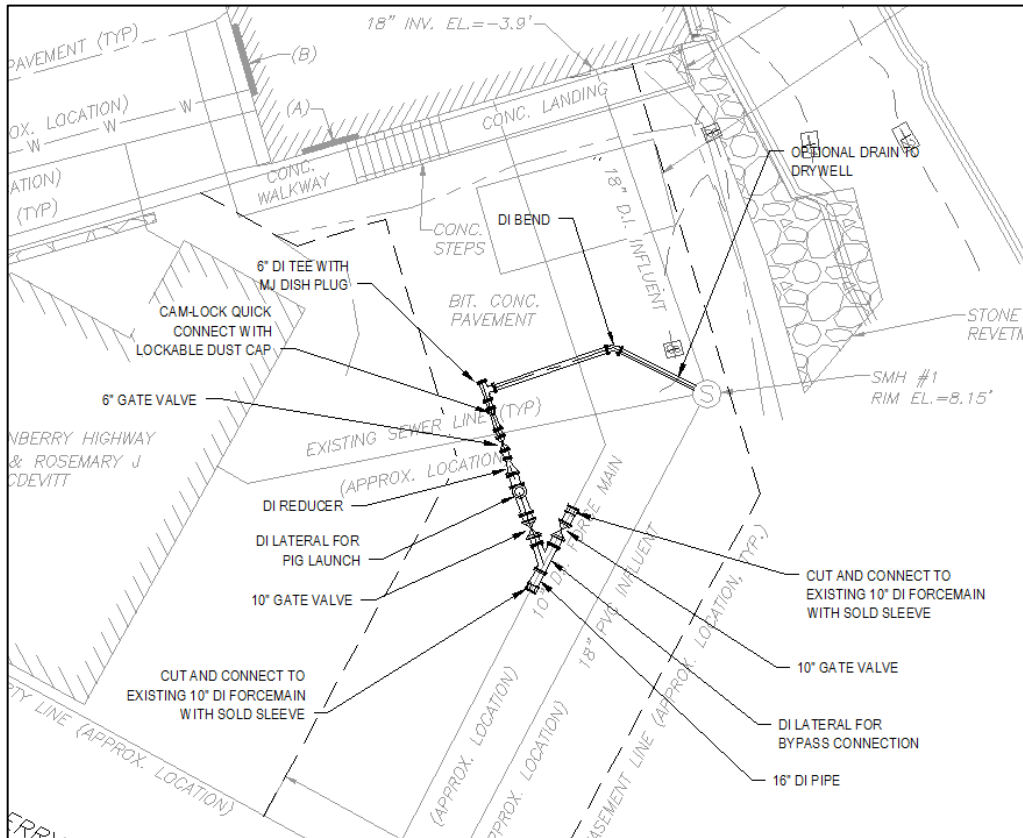 18" INV. EL.=-3.9'
PAVEMENT (TYP)
(B)
OX. LOCATION)
W
W
W
W
(A)
CONC. LANDING
ATION)
(TYP)
CONC.
WALKWAY
OPTIONAL DRAIN TO
DRYWELL
CONC.
STEPS
DI BEND
18" D.I. INFLUENT
6" DI TEE WITH
MJ DISH PLUG
BIT. CONC.
PAVEMENT
CAM-LOCK QUICK
CONNECT WITH
LOCKABLE DUST CAP
STONE
REVETM
SMH #1
RIM EL.=8.15'
S
6" GATE VALVE
EXISTING SEWER LINE (TYP)
(APPROX. LOCATION)
NBERRY HIGHWAY
& ROSEMARY J
CDEVITT
DI REDUCER
DI LATERAL FOR
PIG LAUNCH
10" GATE VALVE
10" D.I. FORCE MAIN
(APPROX. LOCATION)
18" PVC INFLUENT
PROX. LOCATION)
ASEMENT LINE (APPROX. LOCATION, TYP.)
CUT AND CONNECT TO
EXISTING 10" DI FORCEMAIN
WITH SOLD SLEEVE
10" GATE VALVE
CUT AND CONNECT TO
EXISTING 10" DI FORCEMAIN
WITH SOLD SLEEVE
DI LATERAL FOR
BYPASS CONNECTION
16" DI PIPE
RTY LINE (APPROX. LOCATION)
ERRY